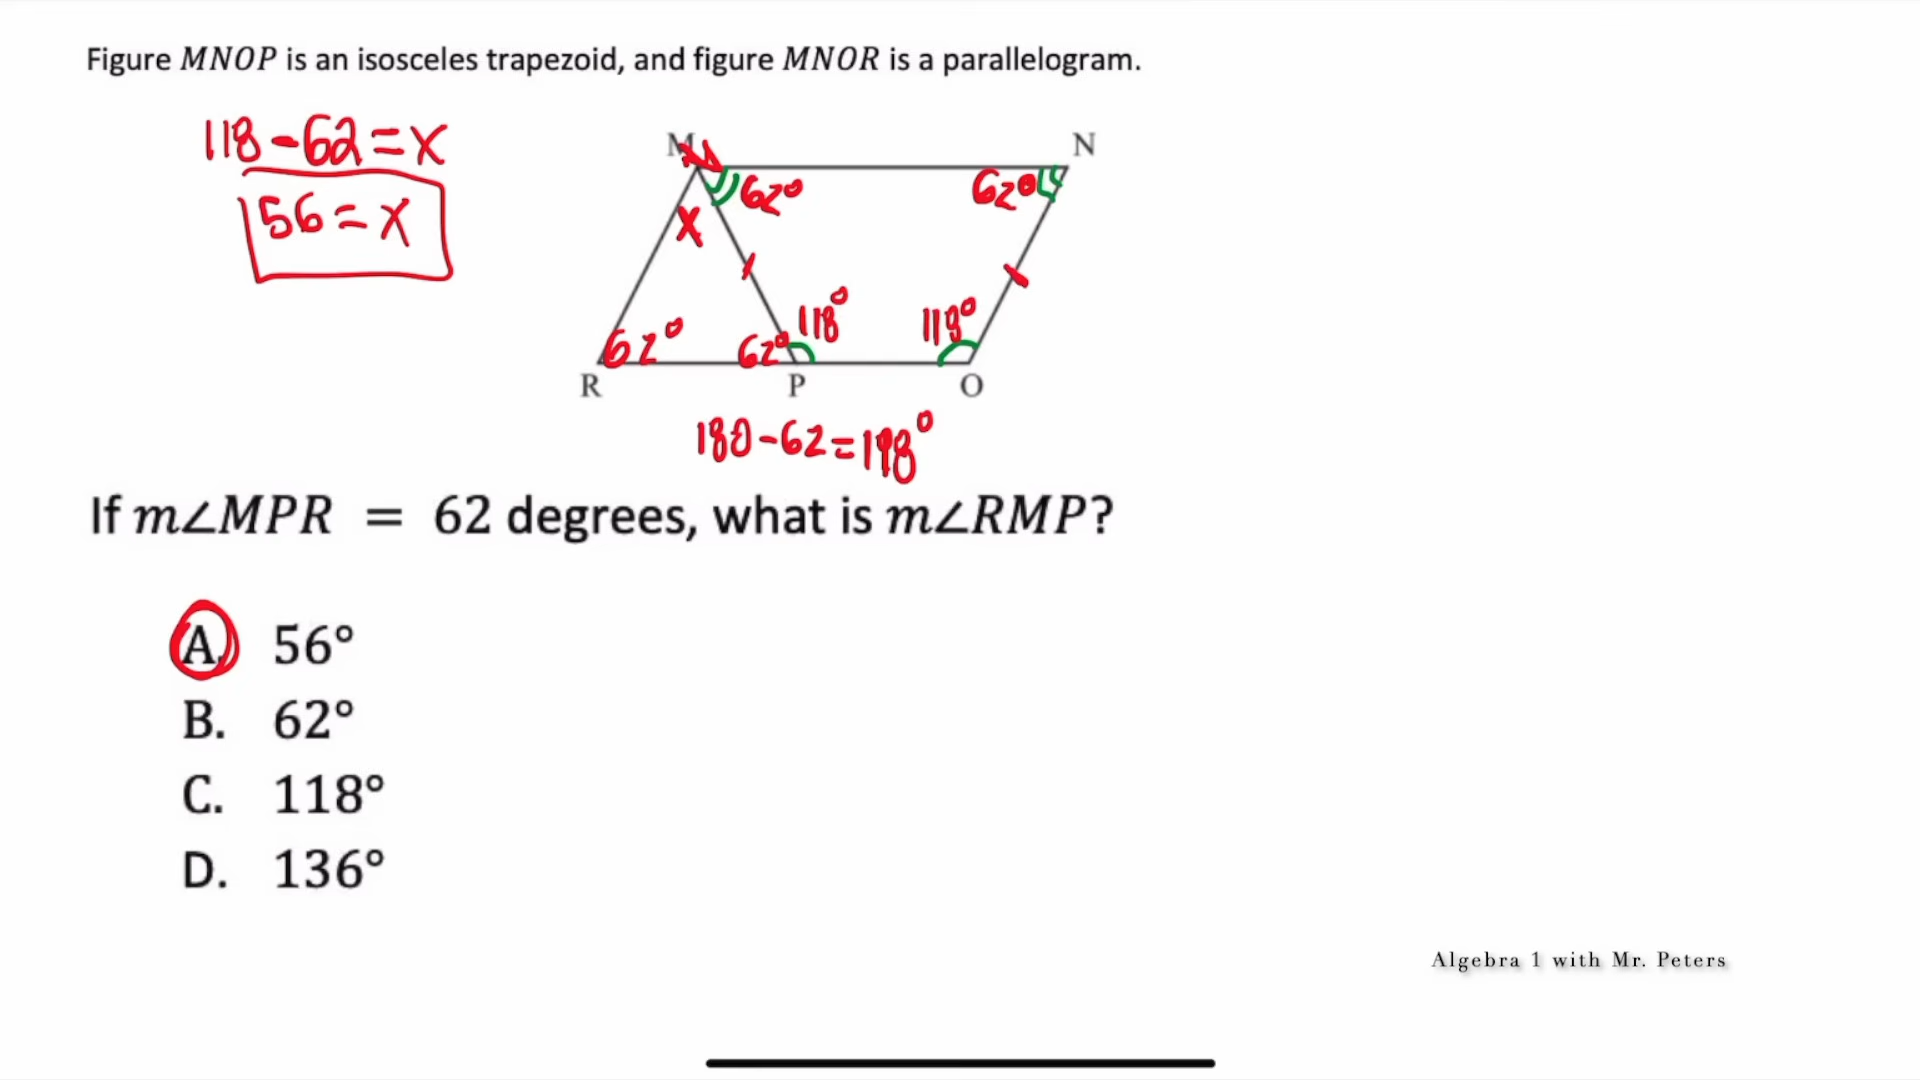 Figure MNOP is an isosceles trapezoid, and figure MNOR is a parallelogram.
118-62=x
56=x
M
N
62°
62°
x
118°
118°
62°
62°
R
P
O
180-62=118°
If m∠MPR = 62 degrees, what is m∠RMP?
A. 56°
B. 62°
C. 118°
D. 136°
Algebra 1 with Mr. Peters